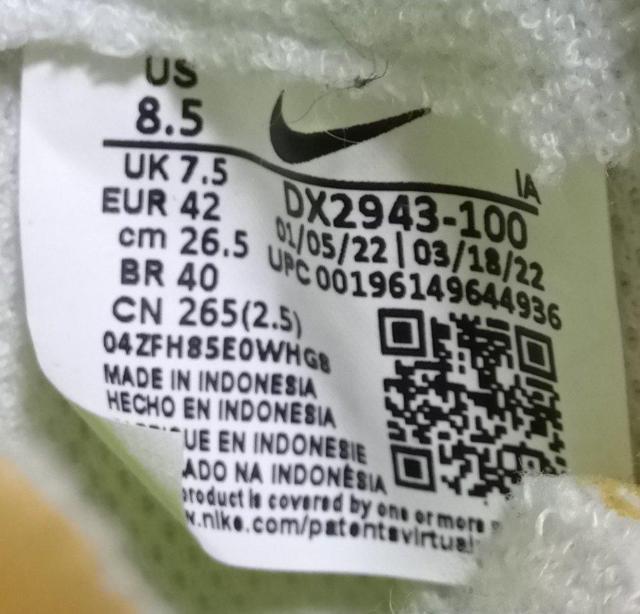 US
8.5
UK 7.5
EUR 42
cm 26.5
BR 40
CN 265(2.5)
04ZFH85E0WHG8
MADE IN INDONESIA
HECHO EN INDONESIA
UE EN INDONESIE
ADO NA INDONÉSIA
product is covered by one or more
w.nike.com/patentsvirtual
IA
DX2943-100
01/05/22 | 03/18/22
UPC 00196149644936